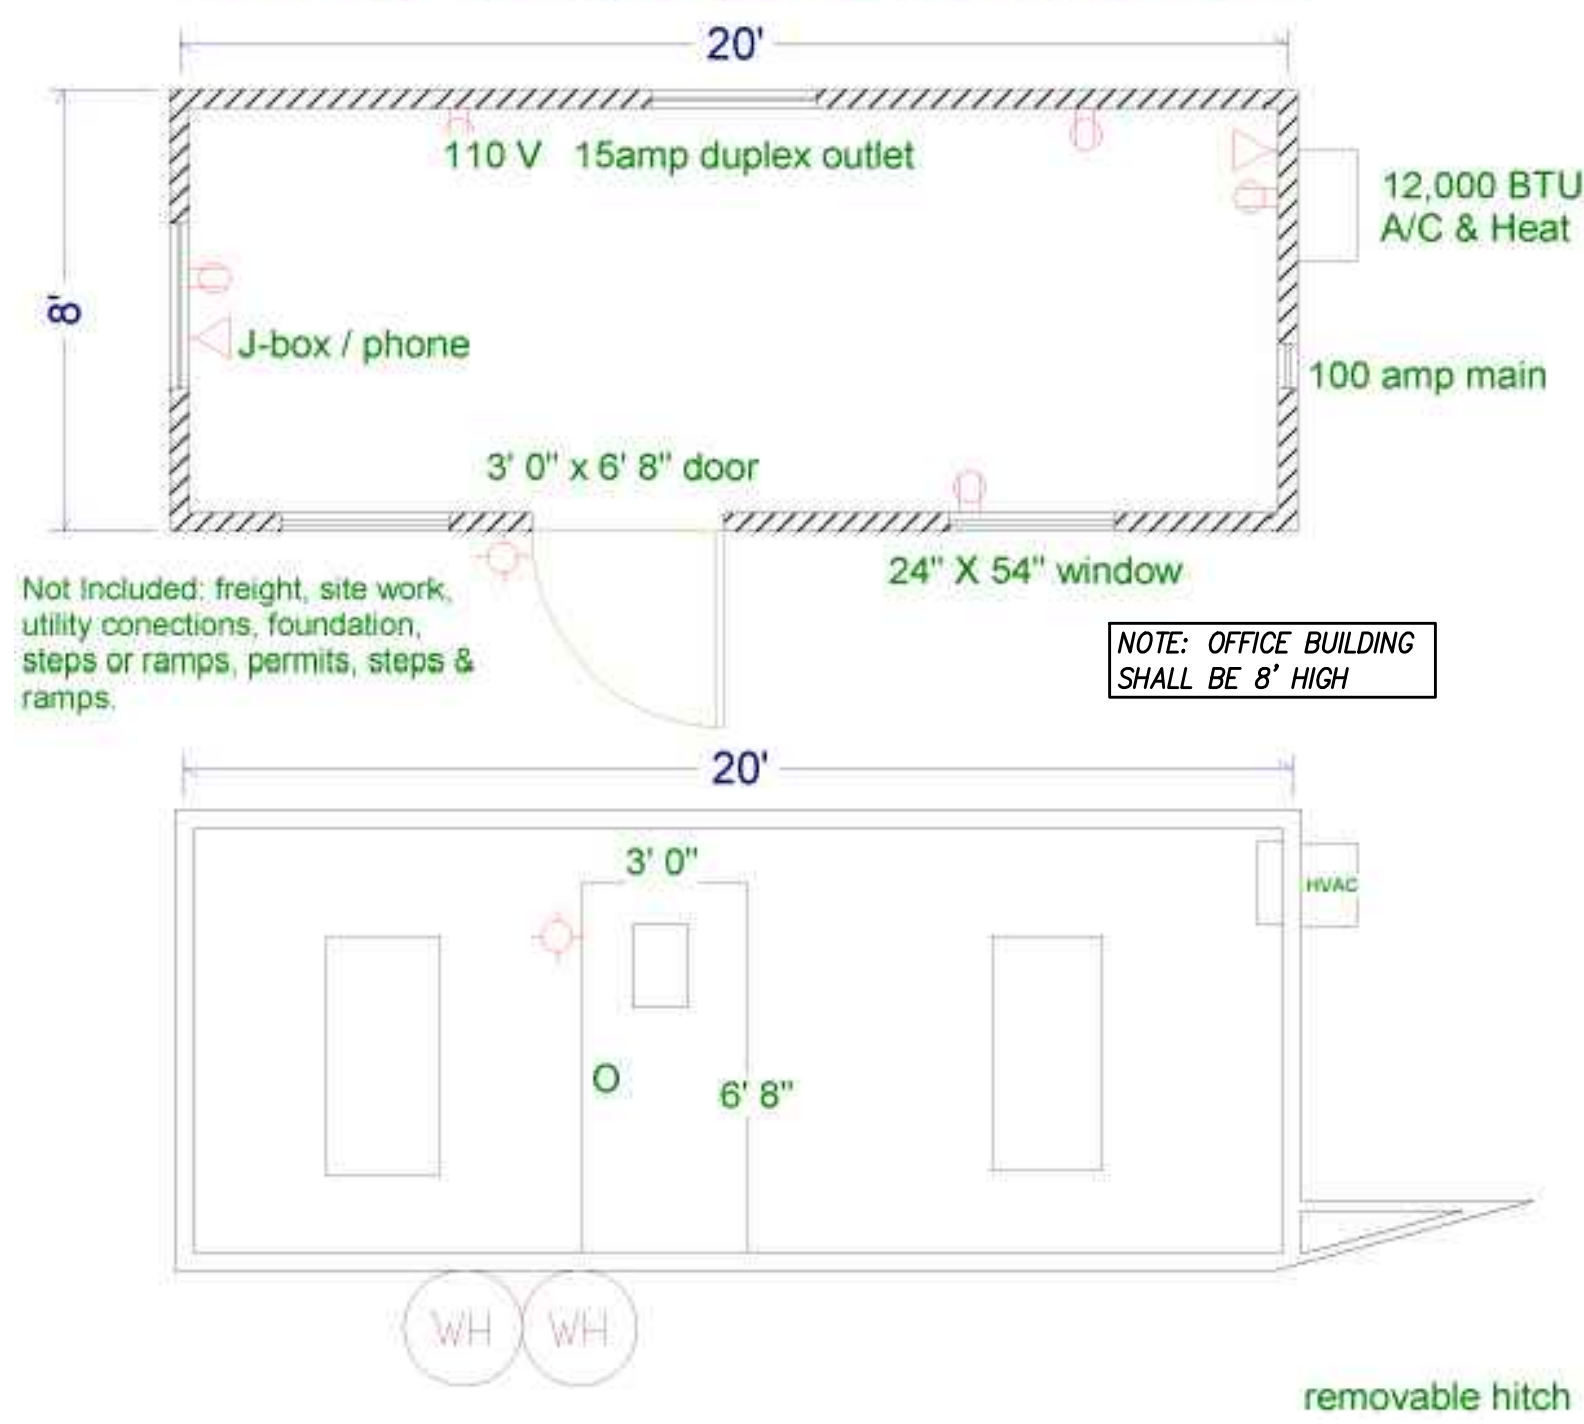 20'
110 V 15amp duplex outlet
12,000 BTU
A/C & Heat
8'
J-box / phone
100 amp main
3' 0" x 6' 8" door
24" X 54" window
Not Included: freight, site work,
utility conections, foundation,
steps or ramps, permits, steps &
ramps.
NOTE: OFFICE BUILDING
SHALL BE 8' HIGH
20'
3' 0"
HVAC
O
6' 8"
WH WH
removable hitch